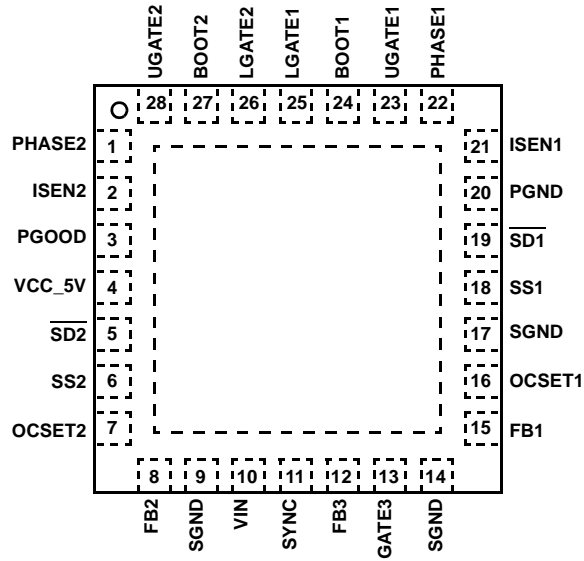 UGATE2 BOOT2 LGATE2 LGATE1 BOOT1 UGATE1 PHASE1
28 27 26 25 24 23 22
PHASE2 1 21 ISEN1
ISEN2 2 20 PGND
PGOOD 3 19 S̅D̅1̅
VCC_5V 4 18 SS1
S̅D̅2̅ 5 17 SGND
SS2 6 16 OCSET1
OCSET2 7 15 FB1
8 9 10 11 12 13 14
FB2 SGND VIN SYNC FB3 GATE3 SGND